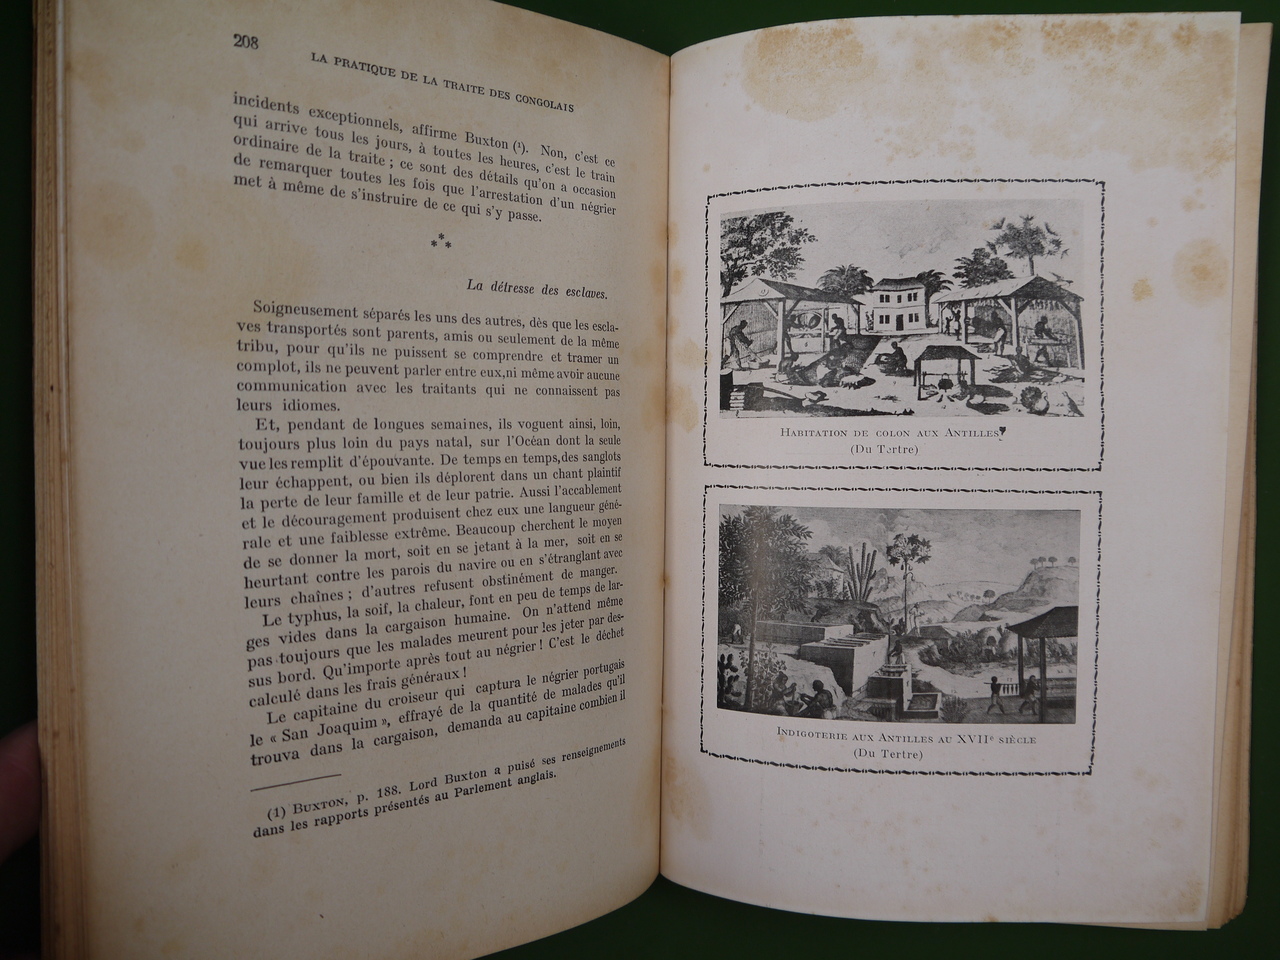 208
LA PRATIQUE DE LA TRAITE DES CONGOLAIS
incidents exceptionnels, affirme Buxton (¹). Non, c'est ce
qui arrive tous les jours, à toutes les heures, c'est le train
ordinaire de la traite ; ce sont des détails qu'on a occasion
de remarquer toutes les fois que l'arrestation d'un négrier
met à même de s'instruire de ce qui s'y passe.
***
La détresse des esclaves.
Soigneusement séparés les uns des autres, dès que les escla-
ves transportés sont parents, amis ou seulement de la même
tribu, pour qu'ils ne puissent se comprendre et tramer un
complot, ils ne peuvent parler entre eux,ni même avoir aucune
communication avec les traitants qui ne connaissent pas
leurs idiomes.
Et, pendant de longues semaines, ils voguent ainsi, loin,
toujours plus loin du pays natal, sur l'Océan dont la seule
vue les remplit d'épouvante. De temps en temps,des sanglots
leur échappent, ou bien ils déplorent dans un chant plaintif
la perte de leur famille et de leur patrie. Aussi l'accablement
et le découragement produisent chez eux une langueur géné-
rale et une faiblesse extrême. Beaucoup cherchent le moyen
de se donner la mort, soit en se jetant à la mer, soit en se
heurtant contre les parois du navire ou en s'étranglant avec
leurs chaînes ; d'autres refusent obstinément de manger.
Le typhus, la soif, la chaleur, font en peu de temps de lar-
ges vides dans la cargaison humaine. On n'attend même
pas toujours que les malades meurent pour les jeter par des-
sus bord. Qu'importe après tout au négrier ! C'est le déchet
calculé dans les frais généraux !
Le capitaine du croiseur qui captura le négrier portugais
le « San Joaquim », effrayé de la quantité de malades qu'il
trouva dans la cargaison, demanda au capitaine combien il
(1) BUXTON, p. 188. Lord Buxton a puisé ses renseignements
dans les rapports présentés au Parlement anglais.
HABITATION DE COLON AUX ANTILLES
(Du Tertre)
INDIGOTERIE AUX ANTILLES AU XVIIe SIÈCLE
(Du Tertre)